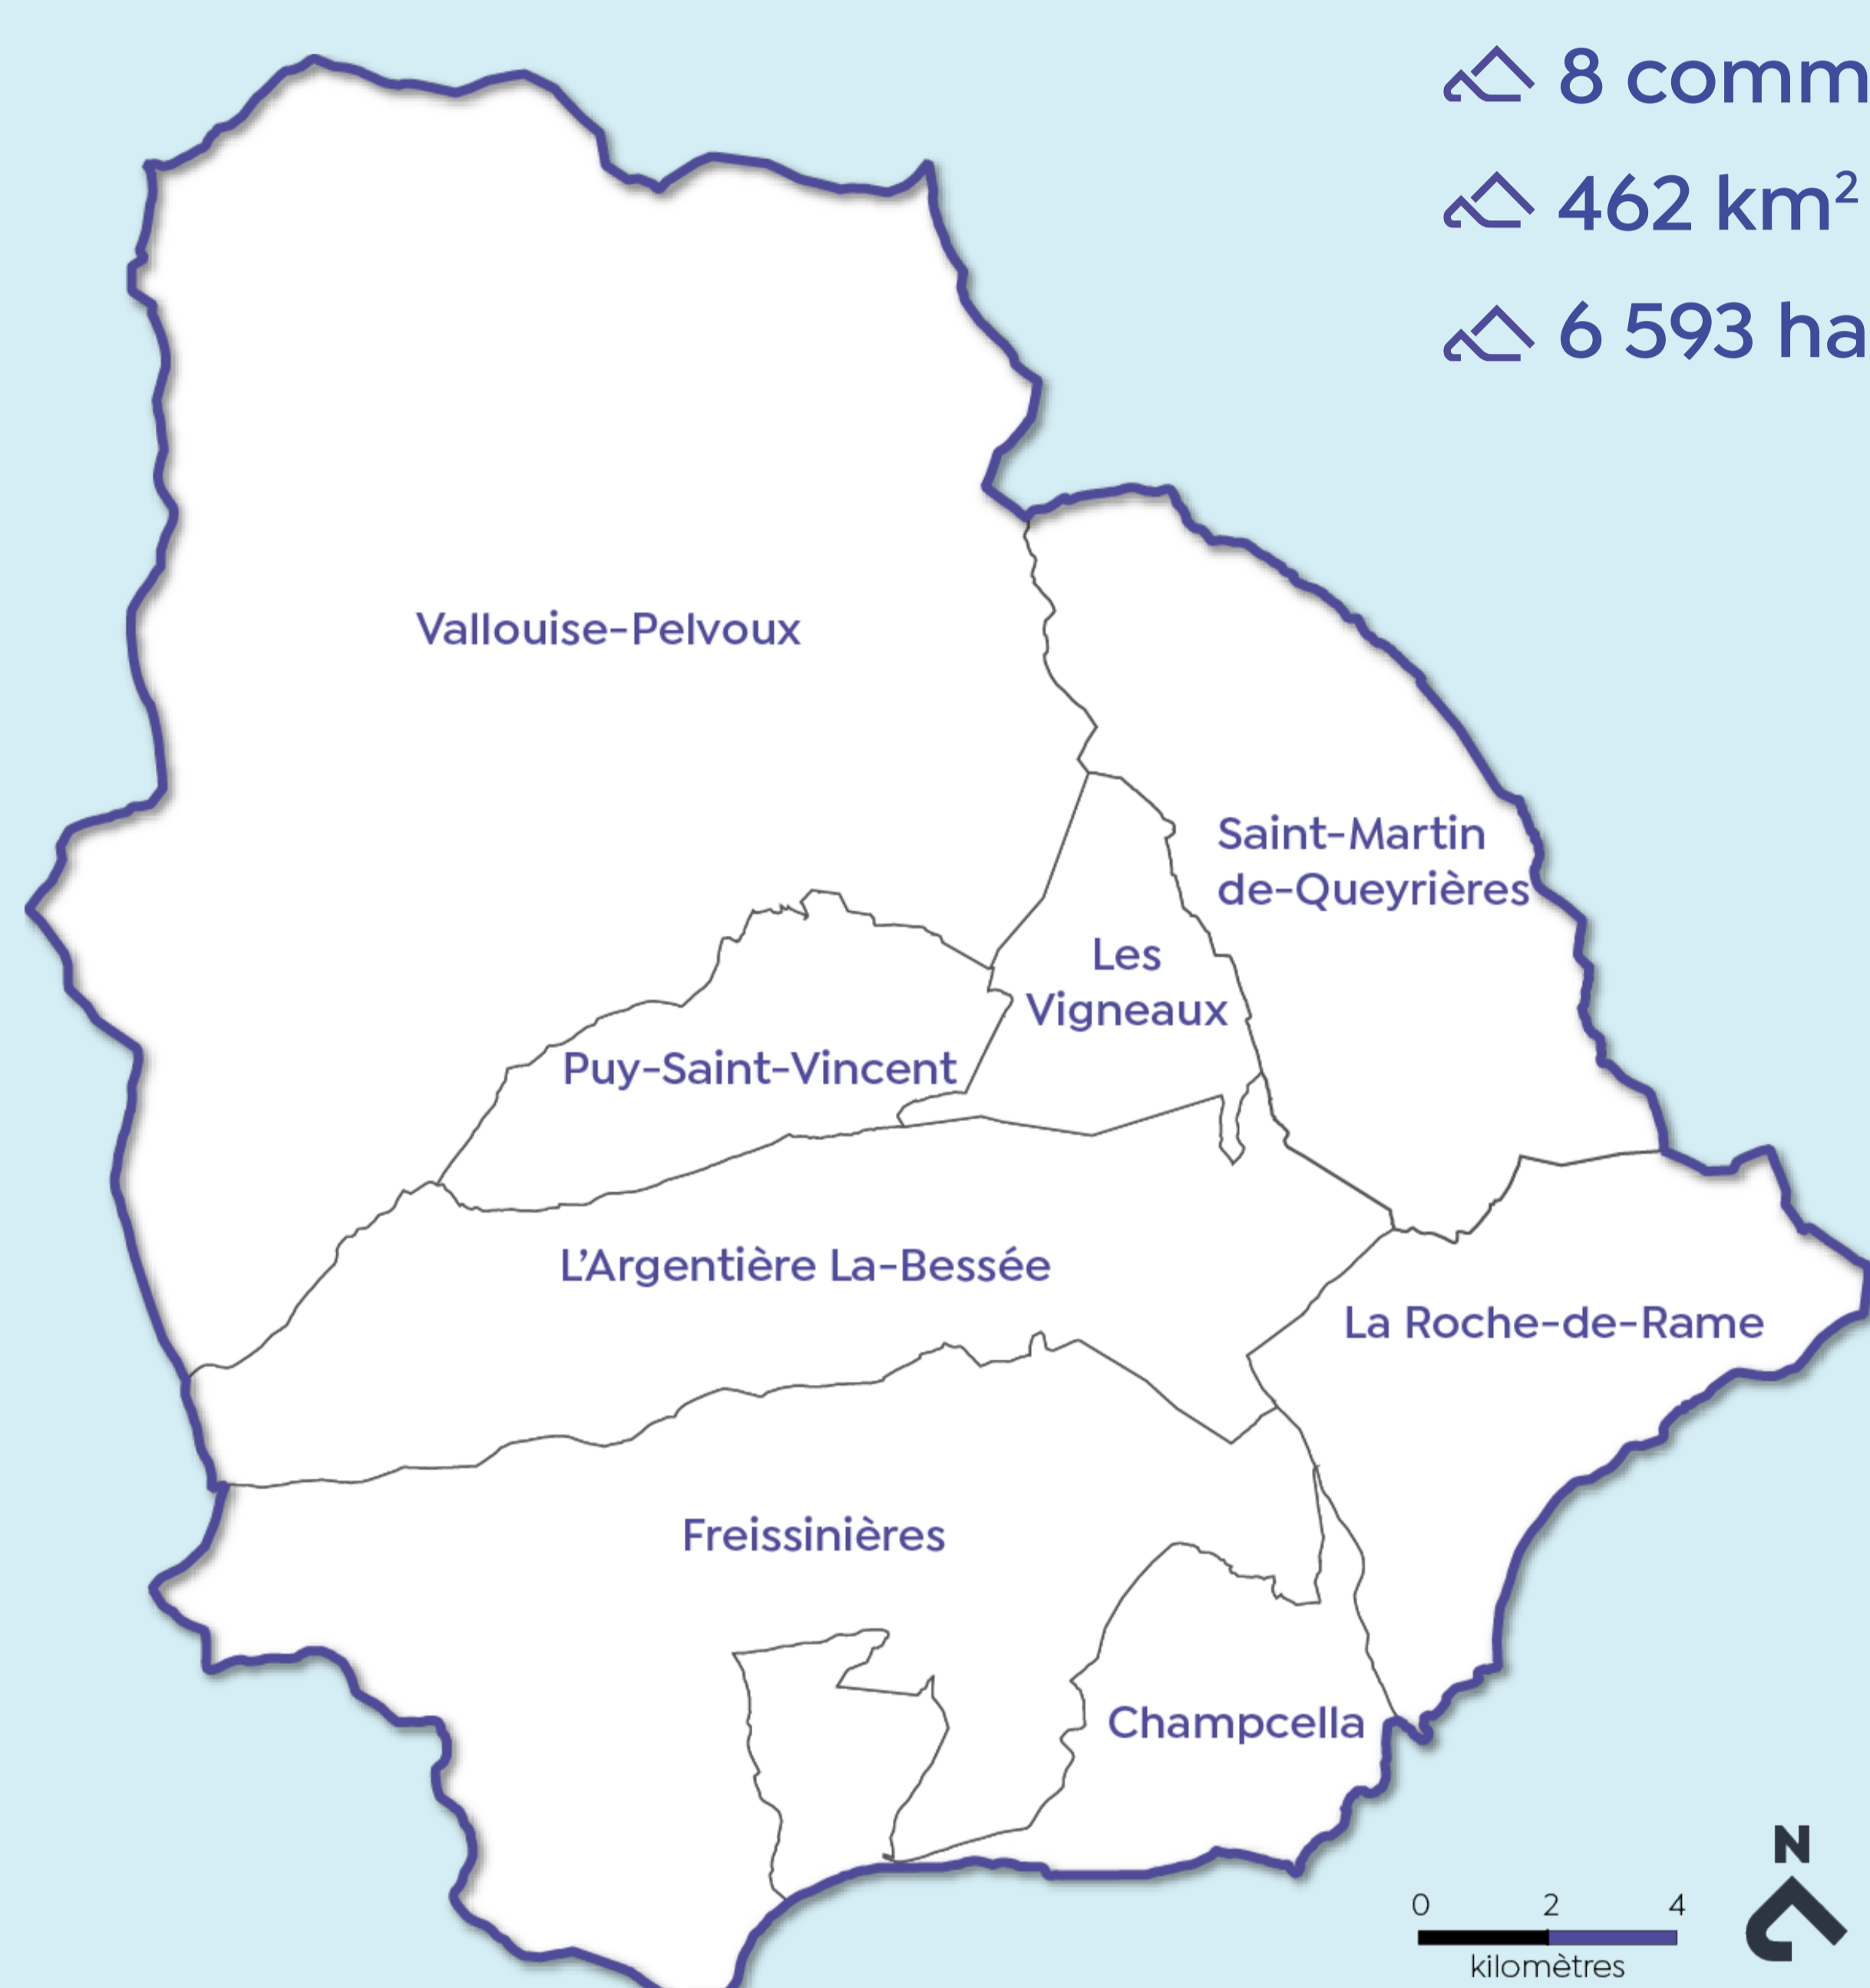 8 comm
462 km²
6 593 ha
Vallouise-Pelvoux
Saint-Martin
de-Queyrières
Les
Vigneaux
Puy-Saint-Vincent
L'Argentière La-Bessée
La Roche-de-Rame
Freissinières
Champcella
N
0 2 4
kilomètres